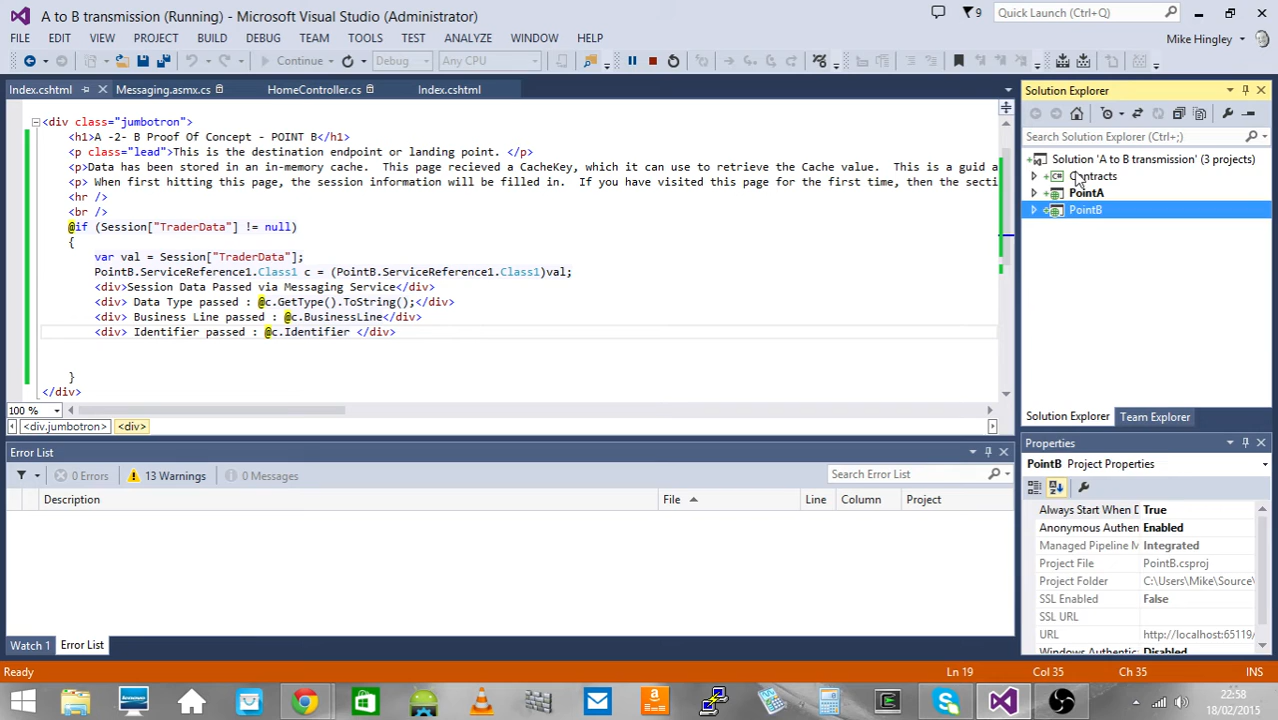 A to B transmission (Running) - Microsoft Visual Studio (Administrator)
9
Quick Launch (Ctrl+Q)
FILE EDIT VIEW PROJECT BUILD DEBUG TEAM TOOLS TEST ANALYZE WINDOW HELP
Mike Hingley
Continue
Debug
Any CPU
Index.cshtml
Messaging.asmx.cs
HomeController.cs
Index.cshtml
<div class="jumbotron">
<h1>A -2- B Proof Of Concept - POINT B</h1>
<p class="lead">This is the destination endpoint or landing point. </p>
<p>Data has been stored in an in-memory cache.  This page recieved a CacheKey, which it can use to retrieve the Cache value.  This is a guid a
<p> When first hitting this page, the session information will be filled in.  If you have visited this page for the first time, then the secti
<hr />
<br />
@if (Session["TraderData"] != null)
{
var val = Session["TraderData"];
PointB.ServiceReference1.Class1 c = (PointB.ServiceReference1.Class1)val;
<div>Session Data Passed via Messaging Service</div>
<div> Data Type passed : @c.GetType().ToString();</div>
<div> Business Line passed : @c.BusinessLine</div>
<div> Identifier passed : @c.Identifier </div>
}
</div>
100 %
<div.jumbotron> <div>
Error List
0 Errors
13 Warnings
0 Messages
Search Error List
Description
File
Line
Column
Project
Watch 1
Error List
Solution Explorer
Search Solution Explorer (Ctrl+;)
Solution 'A to B transmission' (3 projects)
C#
PointA
PointB
Solution Explorer
Team Explorer
Properties
PointB Project Properties
Always Start When D True
Anonymous Authen Enabled
Managed Pipeline M Integrated
Project File PointB.csproj
Project Folder C:\Users\Mike\Source\
SSL Enabled False
SSL URL
URL http://localhost:65119/
Windows Authentic Disabled
Ready
Ln 19
Col 35
Ch 35
INS
22:58
18/02/2015